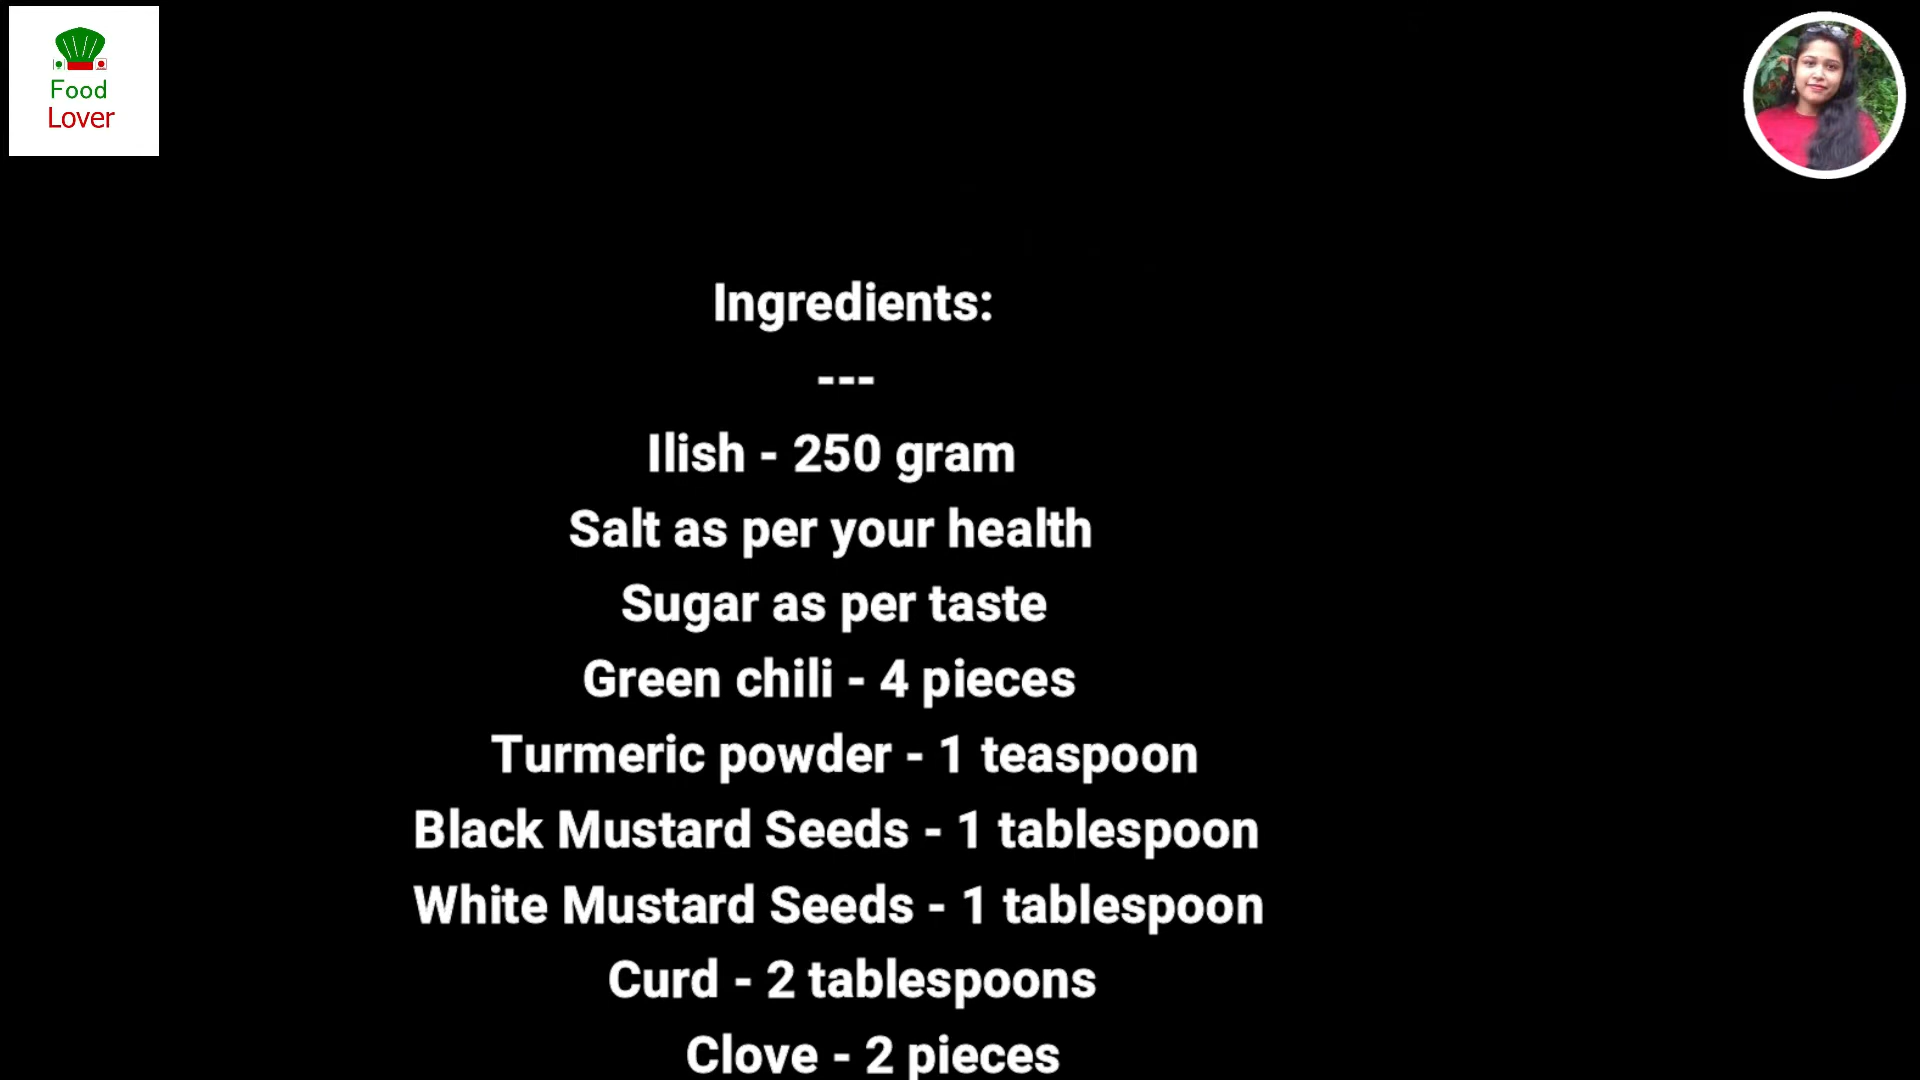 Food
Lover
Ingredients:
---
Ilish - 250 gram
Salt as per your health
Sugar as per taste
Green chili - 4 pieces
Turmeric powder - 1 teaspoon
Black Mustard Seeds - 1 tablespoon
White Mustard Seeds - 1 tablespoon
Curd - 2 tablespoons
Clove - 2 pieces